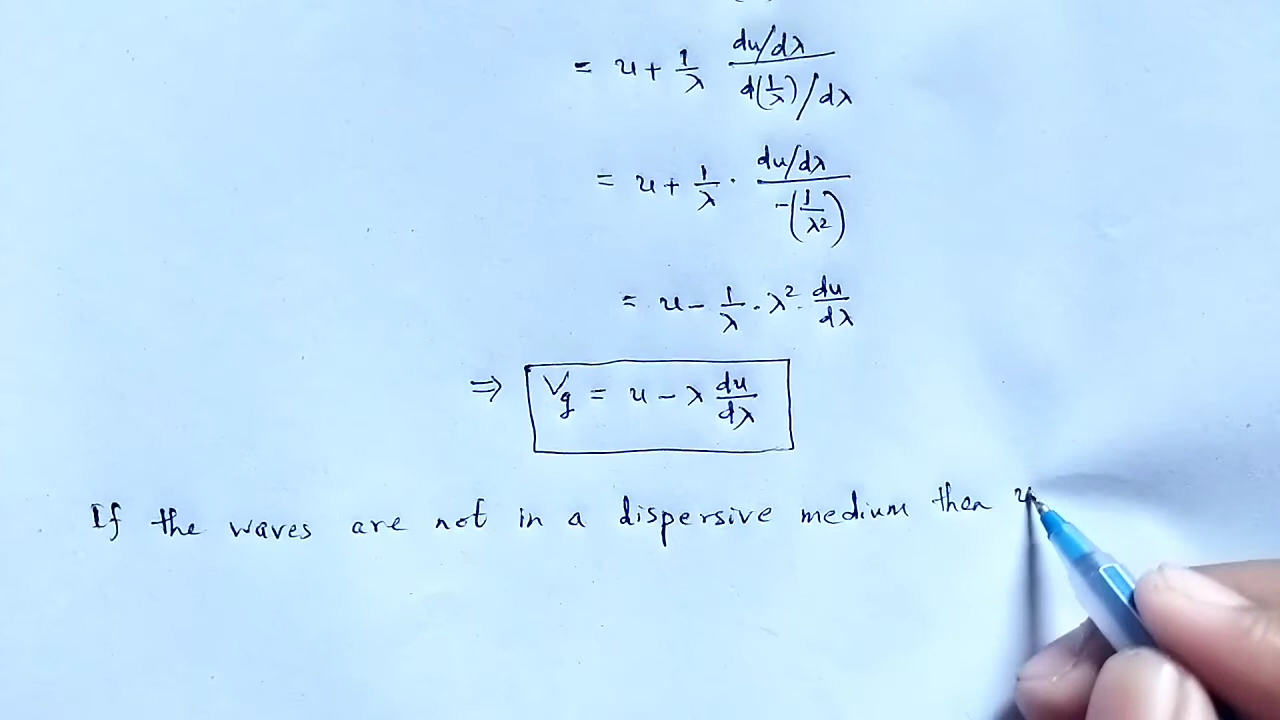 = u + 1/λ (du/dλ)/(d(1/λ)/dλ)
= u + 1/λ · (du/dλ)/(-(1/λ²))
= u - 1/λ · λ² · du/dλ
⇒ V_g = u - λ du/dλ
If the waves are not in a dispersive medium then u